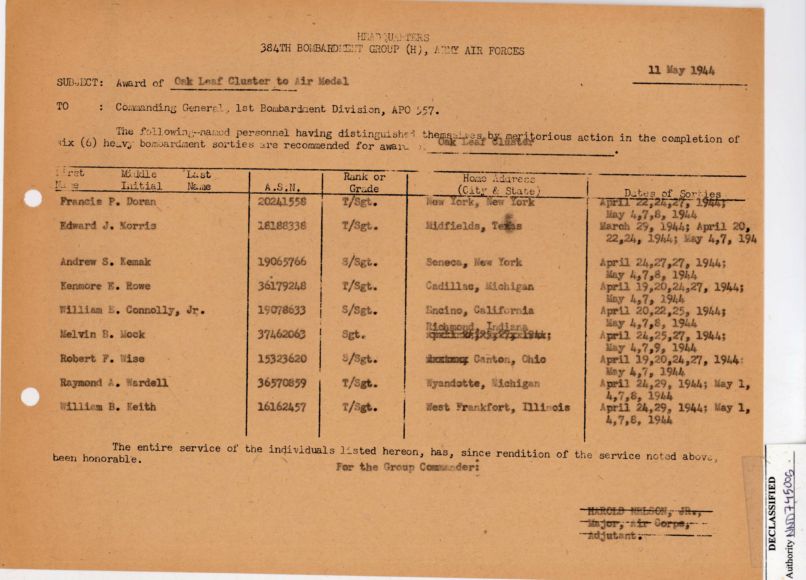 HEADQUARTERS
384TH BOMBARDMENT GROUP (H), ARMY AIR FORCES
11 May 1944
SUBJECT: Award of Oak Leaf Cluster to Air Medal
TO : Commanding General, 1st Bombardment Division, APO 557.
The following-named personnel having distinguished themselves by meritorious action in the completion of
six (6) heavy bombardment sorties are recommended for award Oak Leaf Cluster .
First Middle Last Rank or Home Address
Name Initial Name A.S.N. Grade (City & State) Dates of Sorties
Francis P. Doran 20241558 T/Sgt. New York, New York April 22,24,27, 1944;
May 4,7,8, 1944
Edward J. Norris 18188338 T/Sgt. Midfields, Texas March 29, 1944; April 20,
22,24, 1944; May 4,7, 194
Andrew S. Kemak 19065766 S/Sgt. Seneca, New York April 24,27,27, 1944;
May 4,7,8, 1944
Kenmore E. Rowe 36179248 T/Sgt. Cadillac, Michigan April 19,20,24,27, 1944;
May 4,7, 1944
William E. Connolly, Jr. 19078633 S/Sgt. Encino, California April 20,22,25, 1944;
May 4,7,8, 1944
Richmond, Indiana
Melvin B. Mock 37462063 Sgt. April 24,25,27, 1944;
May 4,7,9, 1944
Robert F. Wise 15323620 S/Sgt. Canton, Ohio April 19,20,24,27, 1944:
May 4,7, 1944
Raymond A. Wardell 36570859 T/Sgt. Wyandotte, Michigan April 24,29, 1944; May 1,
4,7,8, 1944
William B. Keith 16162457 T/Sgt. West Frankfort, Illinois April 24,29, 1944; May 1,
4,7,8, 1944
The entire service of the individuals listed hereon, has, since rendition of the service noted above,
been honorable.
For the Group Commander:
HAROLD NELSON, JR.,
Major, Air Corps,
Adjutant.
DECLASSIFIED
Authority NND745005